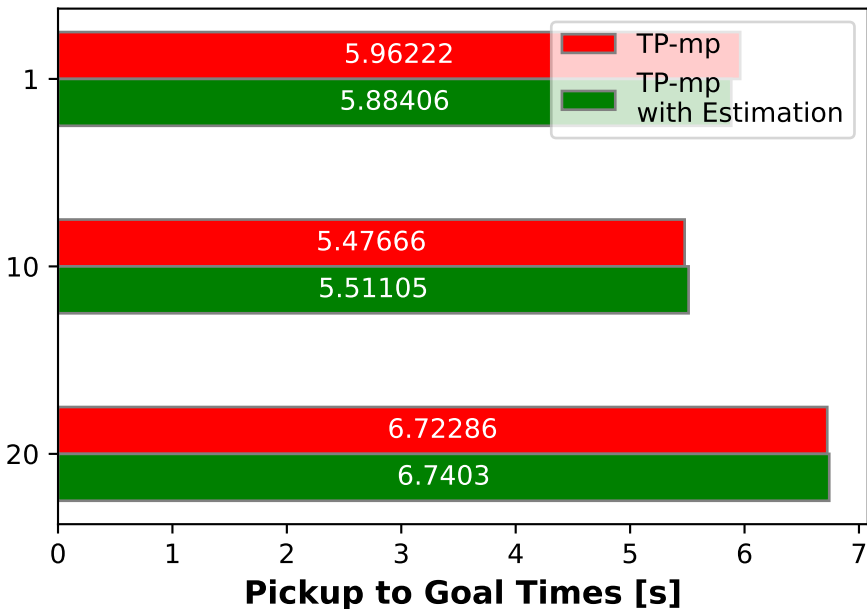 5.96222
TP-mp
1
5.88406
TP-mp
with Estimation
5.47666
10
5.51105
6.72286
20
6.7403
0 1 2 3 4 5 6 7
Pickup to Goal Times [s]